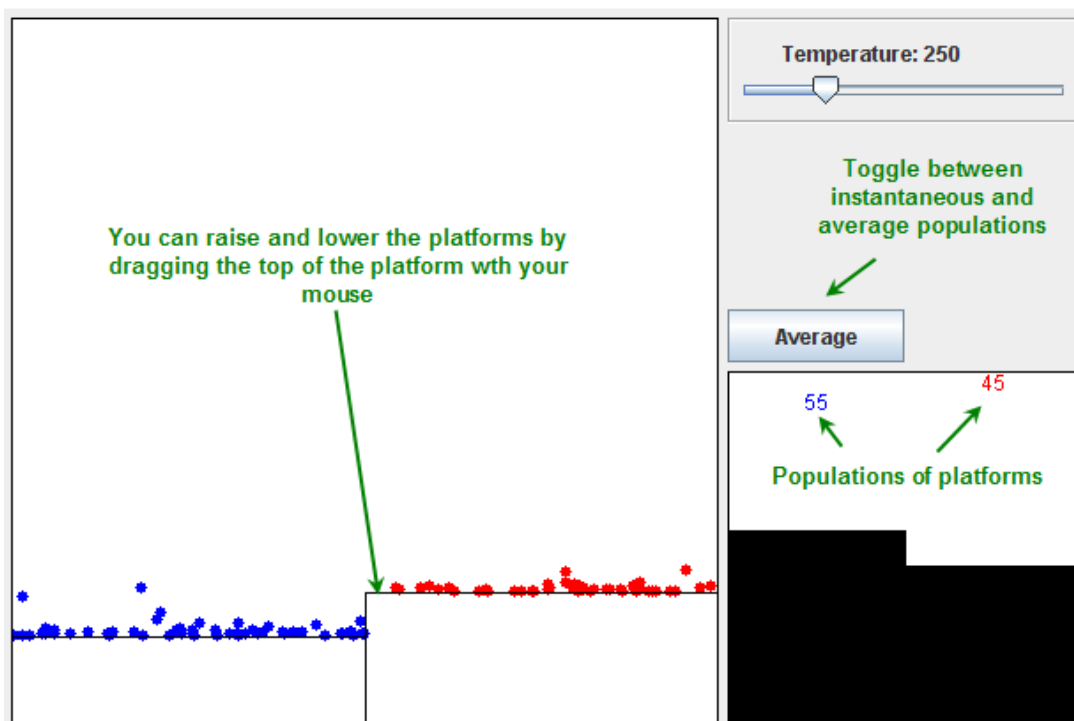 Temperature: 250
Toggle between
instantaneous and
average populations
You can raise and lower the platforms by
dragging the top of the platform wth your
mouse
Average
45
55
Populations of platforms